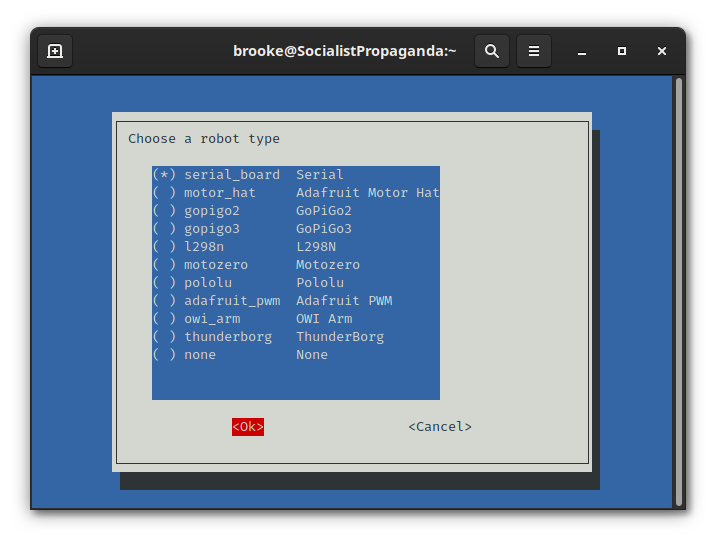 brooke@SocialistPropaganda:~
Choose a robot type
(*) serial_board  Serial
( ) motor_hat     Adafruit Motor Hat
( ) gopigo2       GoPiGo2
( ) gopigo3       GoPiGo3
( ) l298n         L298N
( ) motozero      Motozero
( ) pololu        Pololu
( ) adafruit_pwm  Adafruit PWM
( ) owi_arm       OWI Arm
( ) thunderborg   ThunderBorg
( ) none          None
<Ok>                  <Cancel>